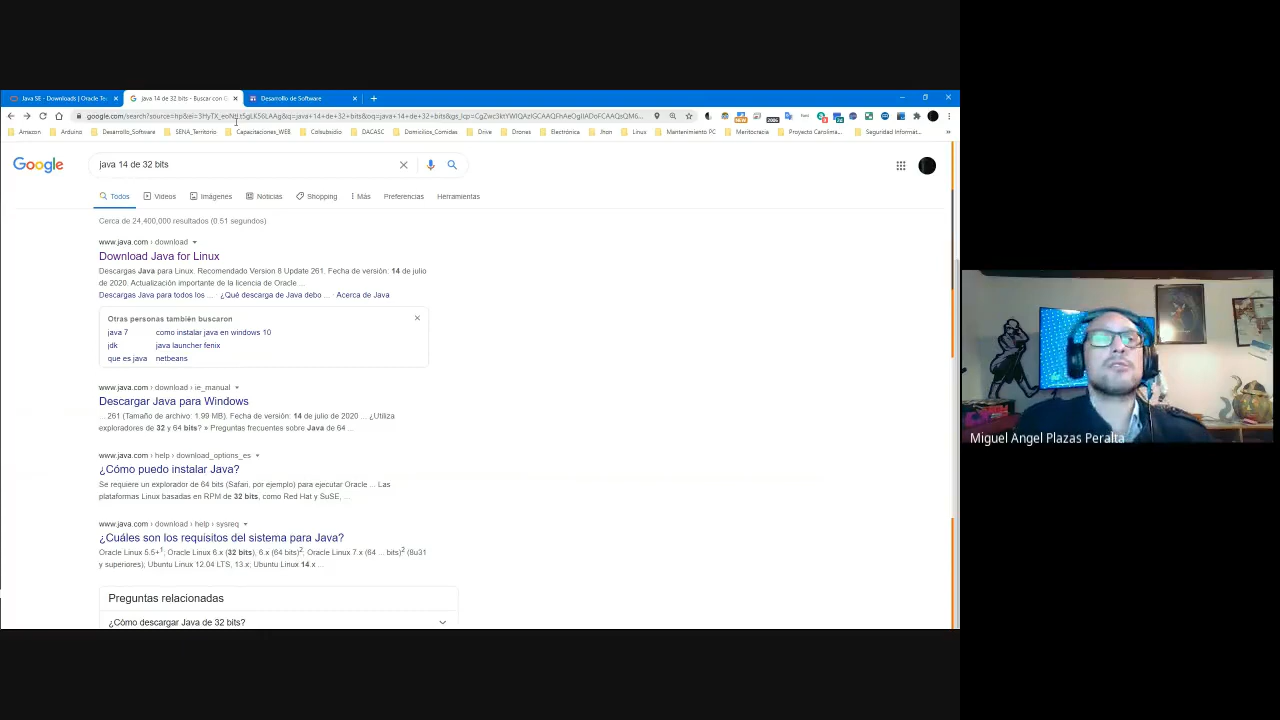 Java SE - Downloads | Oracle Te
java 14 de 32 bits - Buscar con G
Desarrollo de Software
Amazon Arduino Desarrollo_Software SENA_Territorio Capacitaciones_WEB Colsubsidio DACASC Domicilios_Comidas Drive Drones Electrónica Jhon Linux Mantenimiento PC Meritocracia Proyecto Carolima... Seguridad Informát...
Google
java 14 de 32 bits
Todos Videos Imágenes Noticias Shopping Más Preferencias Herramientas
Cerca de 24,400,000 resultados (0.51 segundos)
www.java.com › download
Download Java for Linux
Descargas Java para Linux. Recomendado Version 8 Update 261. Fecha de versión: 14 de julio
de 2020. Actualización importante de la licencia de Oracle ...
Descargas Java para todos los ... · ¿Qué descarga de Java debo ... · Acerca de Java
Otras personas también buscaron
java 7 como instalar java en windows 10
jdk java launcher fenix
que es java netbeans
www.java.com › download › ie_manual
Descargar Java para Windows
... 261 (Tamaño de archivo: 1.99 MB). Fecha de versión: 14 de julio de 2020 ... ¿Utiliza
exploradores de 32 y 64 bits? » Preguntas frecuentes sobre Java de 64 ...
www.java.com › help › download_options_es
¿Cómo puedo instalar Java?
Se requiere un explorador de 64 bits (Safari, por ejemplo) para ejecutar Oracle ... Las
plataformas Linux basadas en RPM de 32 bits, como Red Hat y SuSE, ...
www.java.com › download › help › sysreq
¿Cuáles son los requisitos del sistema para Java?
Oracle Linux 5.5+1; Oracle Linux 6.x (32 bits), 6.x (64 bits)2; Oracle Linux 7.x (64 ... bits)2 (8u31
y superiores); Ubuntu Linux 12.04 LTS, 13.x; Ubuntu Linux 14.x ...
Preguntas relacionadas
¿Cómo descargar Java de 32 bits?
Miguel Angel Plazas Peralta